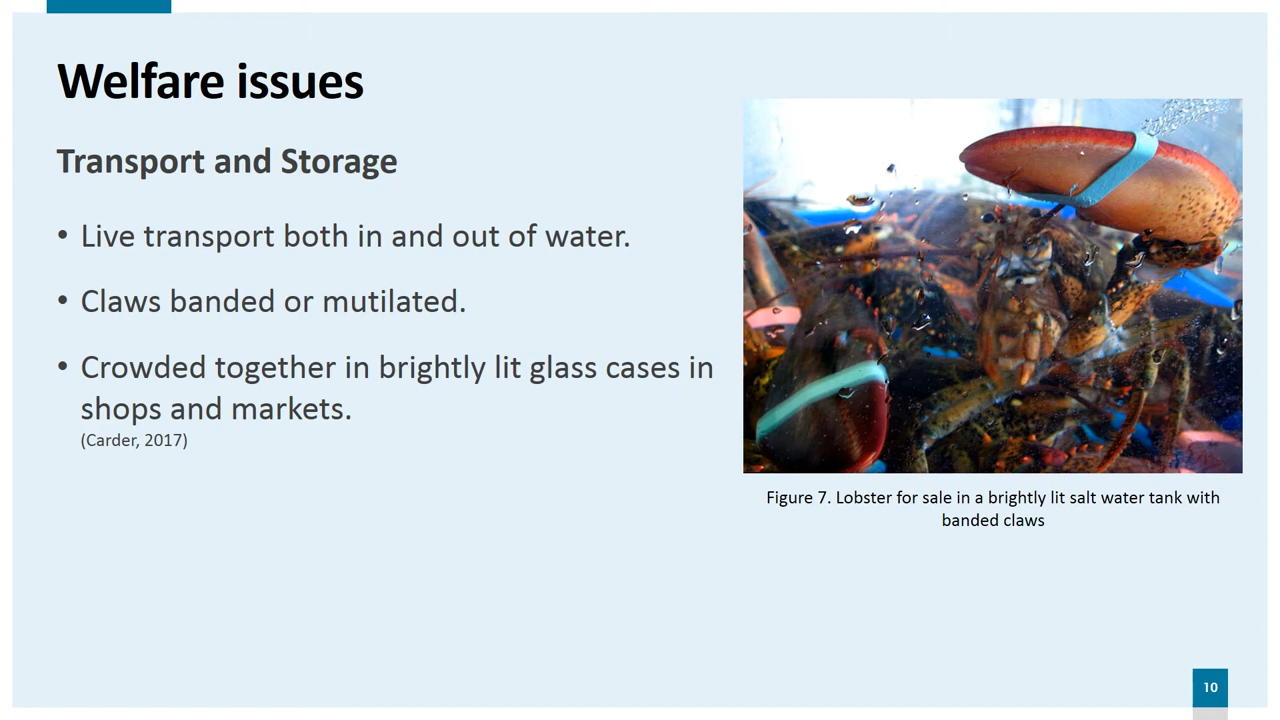 Welfare issues
Transport and Storage
• Live transport both in and out of water.
• Claws banded or mutilated.
• Crowded together in brightly lit glass cases in
shops and markets.
(Carder, 2017)
Figure 7. Lobster for sale in a brightly lit salt water tank with
banded claws
10